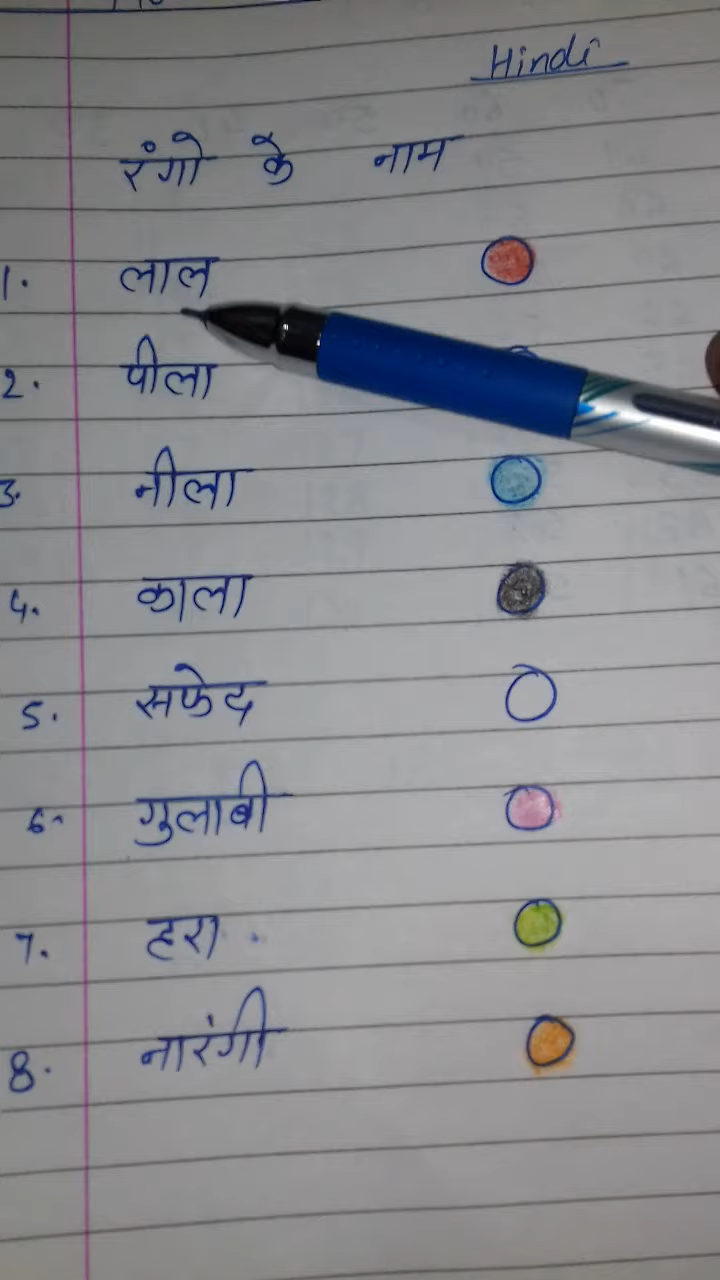 Hindi
रंगो के नाम
1. लाल
2. पीला
3. नीला
4. काला
5. सफेद
6. गुलाबी
7. हरा
8. नारंगी